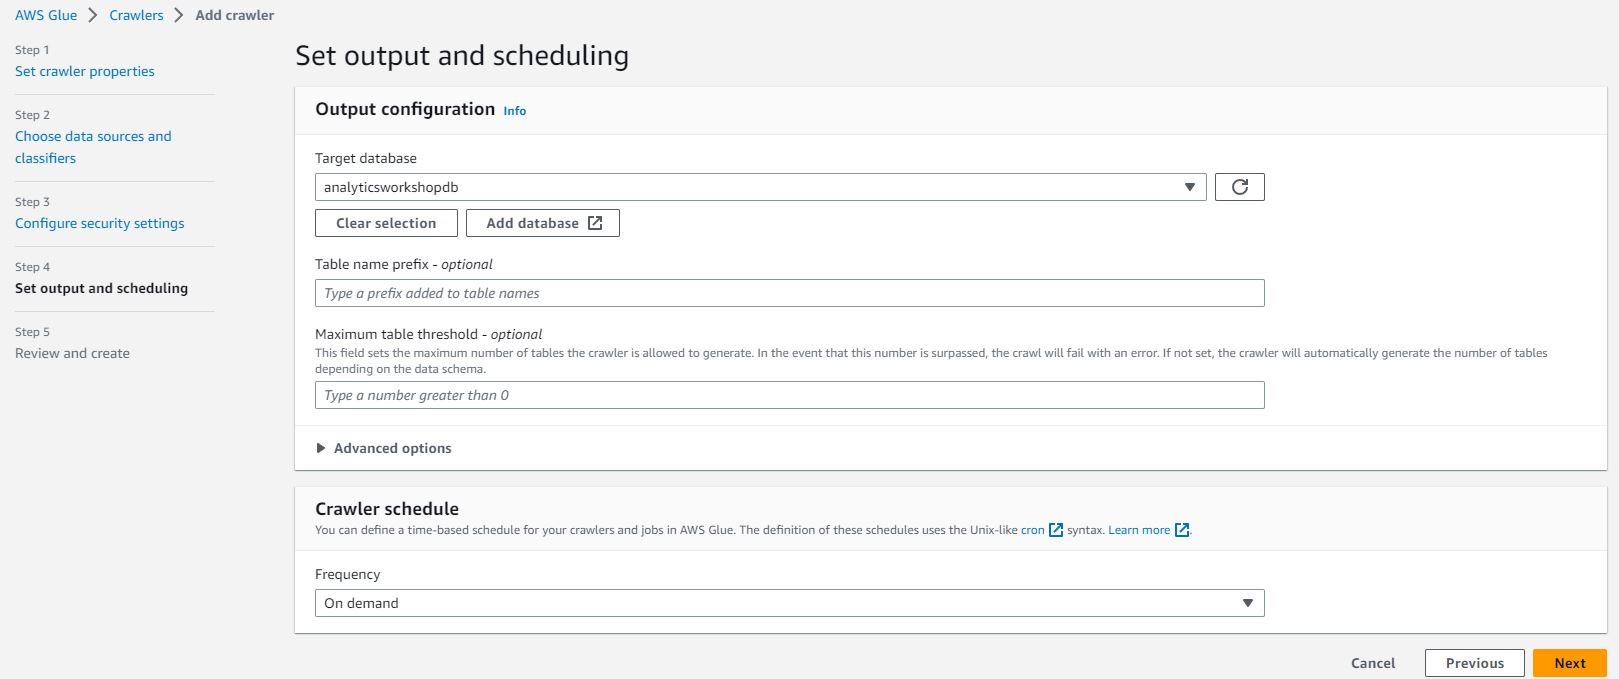 AWS Glue > Crawlers > Add crawler
Step 1
Set crawler properties
Step 2
Choose data sources and
classifiers
Step 3
Configure security settings
Step 4
Set output and scheduling
Step 5
Review and create
Set output and scheduling
Output configuration Info
Target database
analyticsworkshopdb
Clear selection Add database
Table name prefix - optional
Type a prefix added to table names
Maximum table threshold - optional
This field sets the maximum number of tables the crawler is allowed to generate. In the event that this number is surpassed, the crawl will fail with an error. If not set, the crawler will automatically generate the number of tables
depending on the data schema.
Type a number greater than 0
Advanced options
Crawler schedule
You can define a time-based schedule for your crawlers and jobs in AWS Glue. The definition of these schedules uses the Unix-like cron syntax. Learn more .
Frequency
On demand
Cancel Previous Next